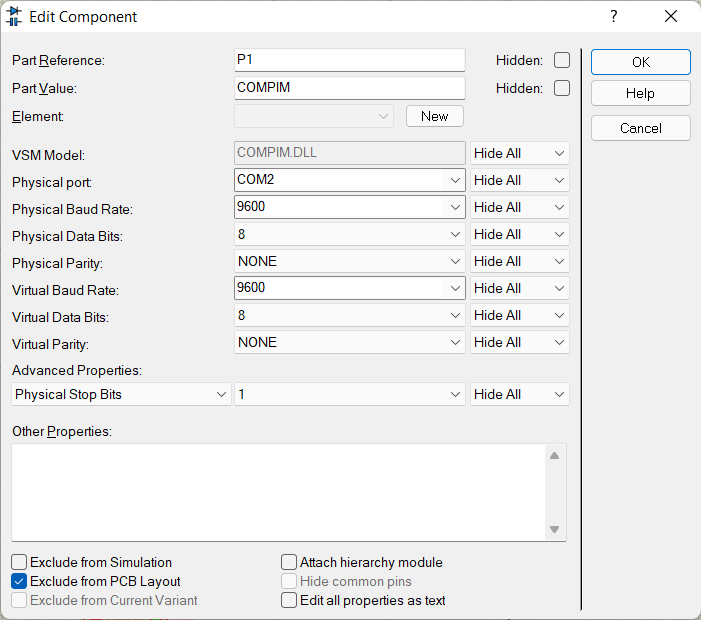 Edit Component ?
Part Reference: P1 Hidden: OK
Part Value: COMPIM Hidden: Help
Element: New Cancel
VSM Model: COMPIM.DLL Hide All
Physical port: COM2 Hide All
Physical Baud Rate: 9600 Hide All
Physical Data Bits: 8 Hide All
Physical Parity: NONE Hide All
Virtual Baud Rate: 9600 Hide All
Virtual Data Bits: 8 Hide All
Virtual Parity: NONE Hide All
Advanced Properties:
Physical Stop Bits 1 Hide All
Other Properties:
Exclude from Simulation Attach hierarchy module
Exclude from PCB Layout Hide common pins
Exclude from Current Variant Edit all properties as text